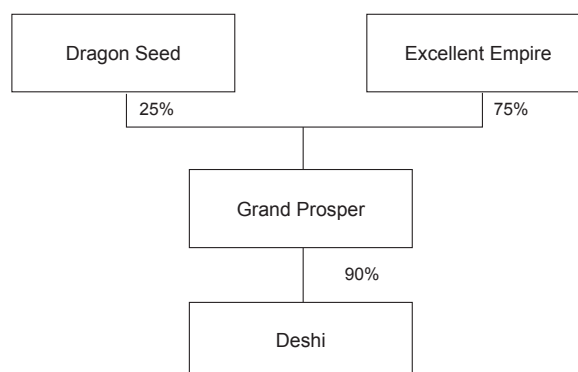 Dragon Seed
Excellent Empire
25%
75%
Grand Prosper
90%
Deshi